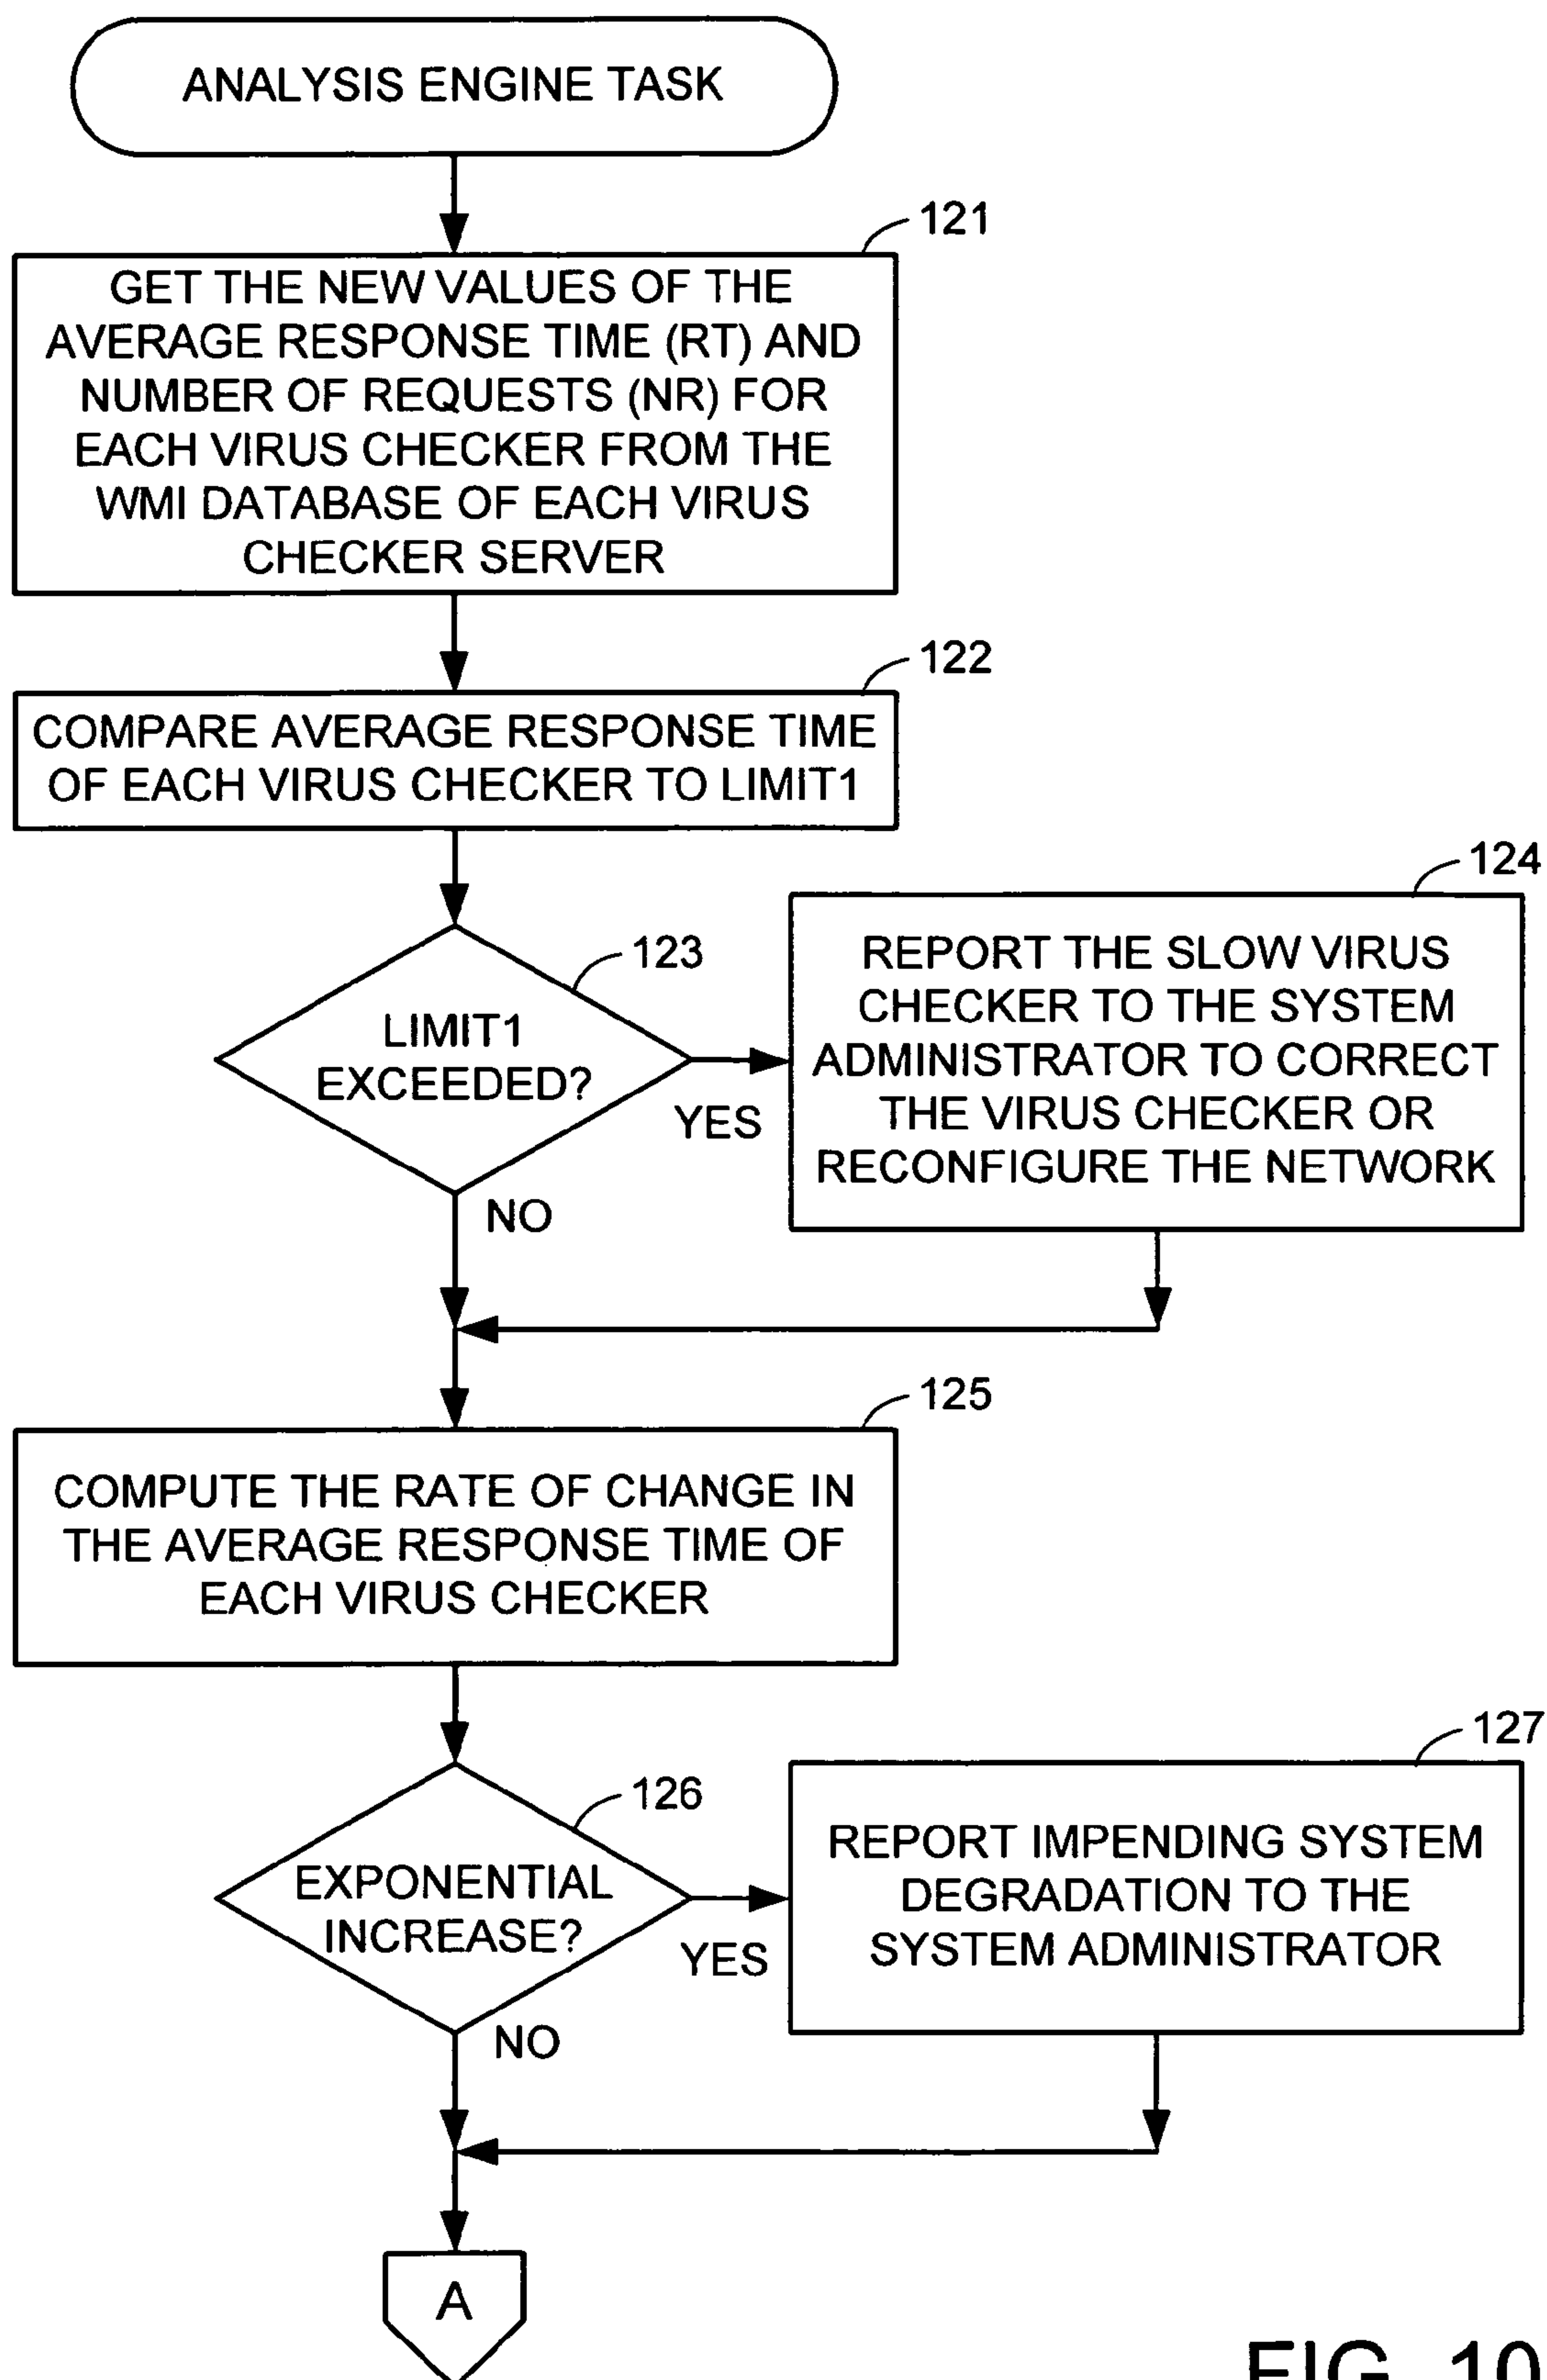 ANALYSIS ENGINE TASK
121
GET THE NEW VALUES OF THE
AVERAGE RESPONSE TIME (RT) AND
NUMBER OF REQUESTS (NR) FOR
EACH VIRUS CHECKER FROM THE
WMI DATABASE OF EACH VIRUS
CHECKER SERVER
122
COMPARE AVERAGE RESPONSE TIME
OF EACH VIRUS CHECKER TO LIMIT1
123
LIMIT1
EXCEEDED?
YES
NO
124
REPORT THE SLOW VIRUS
CHECKER TO THE SYSTEM
ADMINISTRATOR TO CORRECT
THE VIRUS CHECKER OR
RECONFIGURE THE NETWORK
125
COMPUTE THE RATE OF CHANGE IN
THE AVERAGE RESPONSE TIME OF
EACH VIRUS CHECKER
126
EXPONENTIAL
INCREASE?
YES
NO
127
REPORT IMPENDING SYSTEM
DEGRADATION TO THE
SYSTEM ADMINISTRATOR
A
FIG. 10